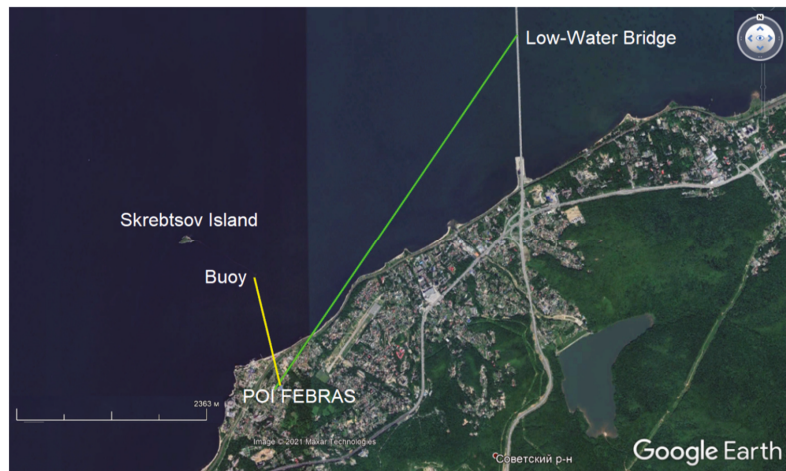 Low-Water Bridge
N
Skrebtsov Island
Buoy
POI FEBRAS
2363 м
Image © 2021 Maxar Technologies
Советский р-н
Google Earth